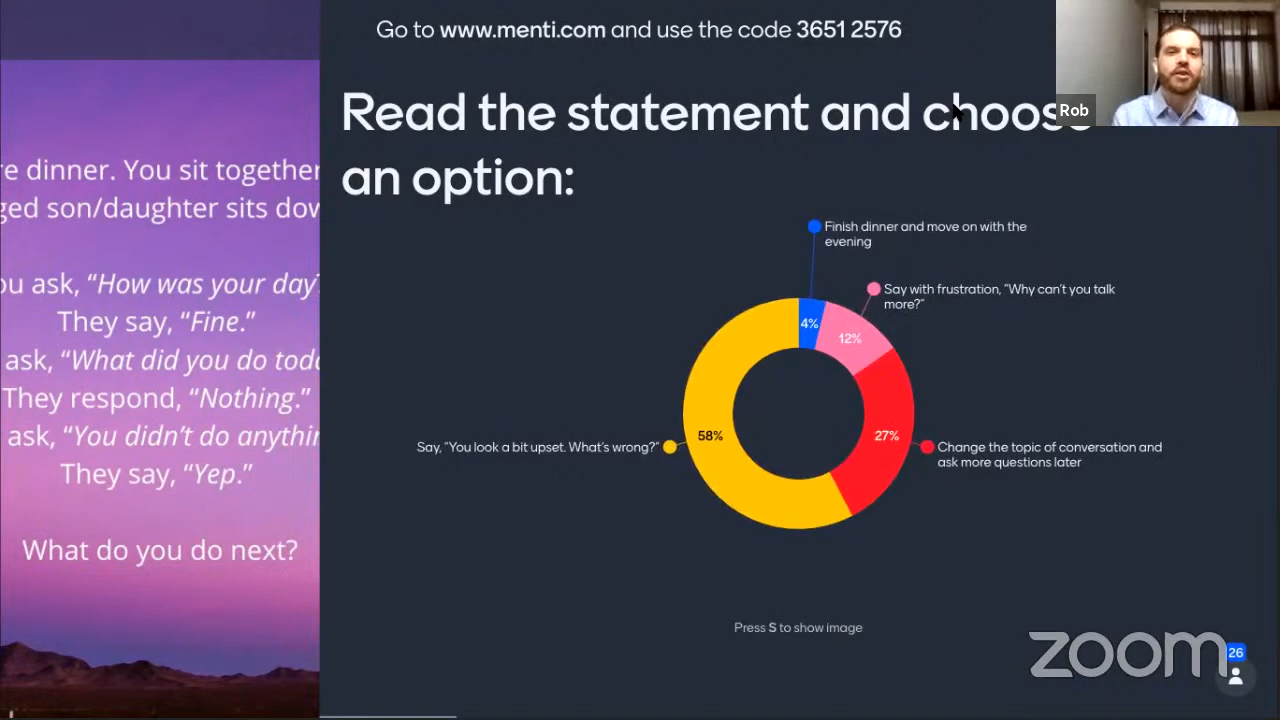 Go to www.menti.com and use the code 3651 2576
Rob
Read the statement and choose
an option:
re dinner. You sit together
ged son/daughter sits dow
ou ask, “How was your day?
They say, “Fine.”
ask, “What did you do toda
They respond, “Nothing.”
ask, “You didn’t do anythin
They say, “Yep.”
What do you do next?
Finish dinner and move on with the
evening
Say with frustration, "Why can't you talk
more?"
4%
12%
58%
27%
Say, "You look a bit upset. What's wrong?"
Change the topic of conversation and
ask more questions later
Press S to show image
zoom
26